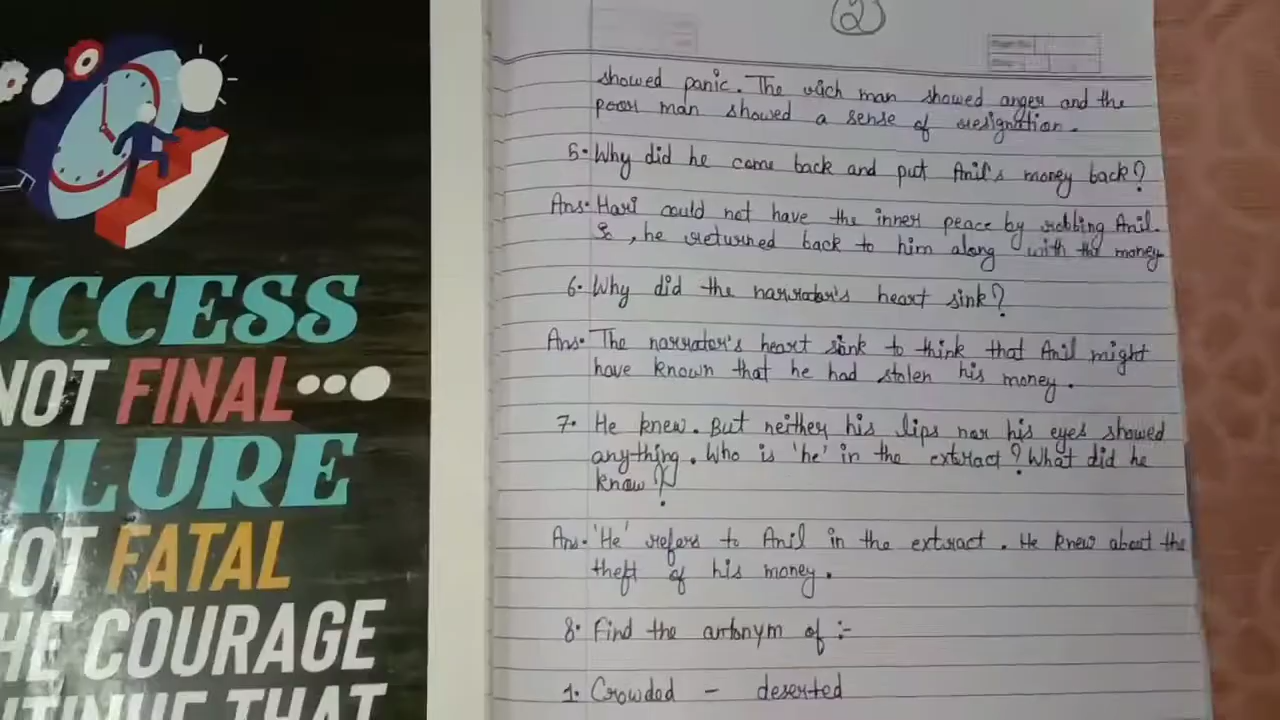 UCCESS
NOT FINAL...
ILURE
OT FATAL
HE COURAGE
NTINUE THAT
2
showed panic. The rich man showed anger and the
poor man showed a sense of resignation.
5. Why did he come back and put Anil's money back?
Ans. Hari could not have the inner peace by robbing Anil.
So, he returned back to him along with the money
6. Why did the narrator's heart sink?
Ans. The narrator's heart sank to think that Anil might
have known that he had stolen his money.
7. He knew. But neither his lips nor his eyes showed
anything. Who is 'he' in the extract? What did he
know?
Ans. 'He' refers to Anil in the extract. He knew about the
theft of his money.
8. Find the antonym of :-
1. Crowded - deserted